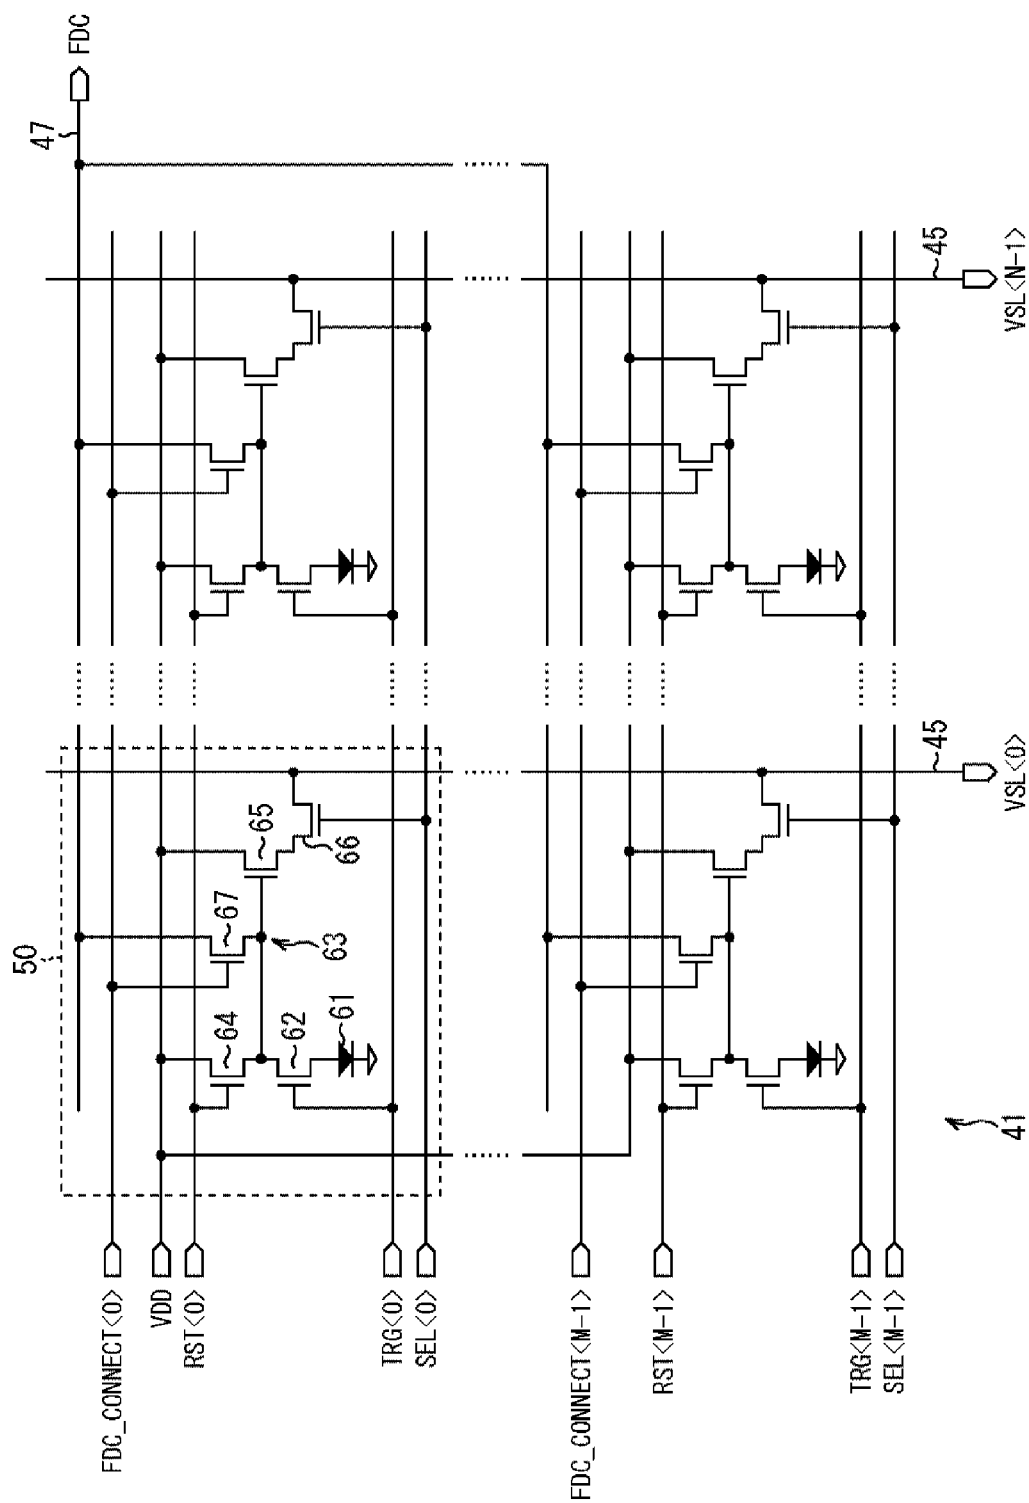 FDC
47
50
67
65
64
62
61
63
66
45
VSL<0>
45
VSL<N-1>
41
FDC_CONNECT<0>
VDD
RST<0>
TRG<0>
SEL<0>
FDC_CONNECT<M-1>
RST<M-1>
TRG<M-1>
SEL<M-1>